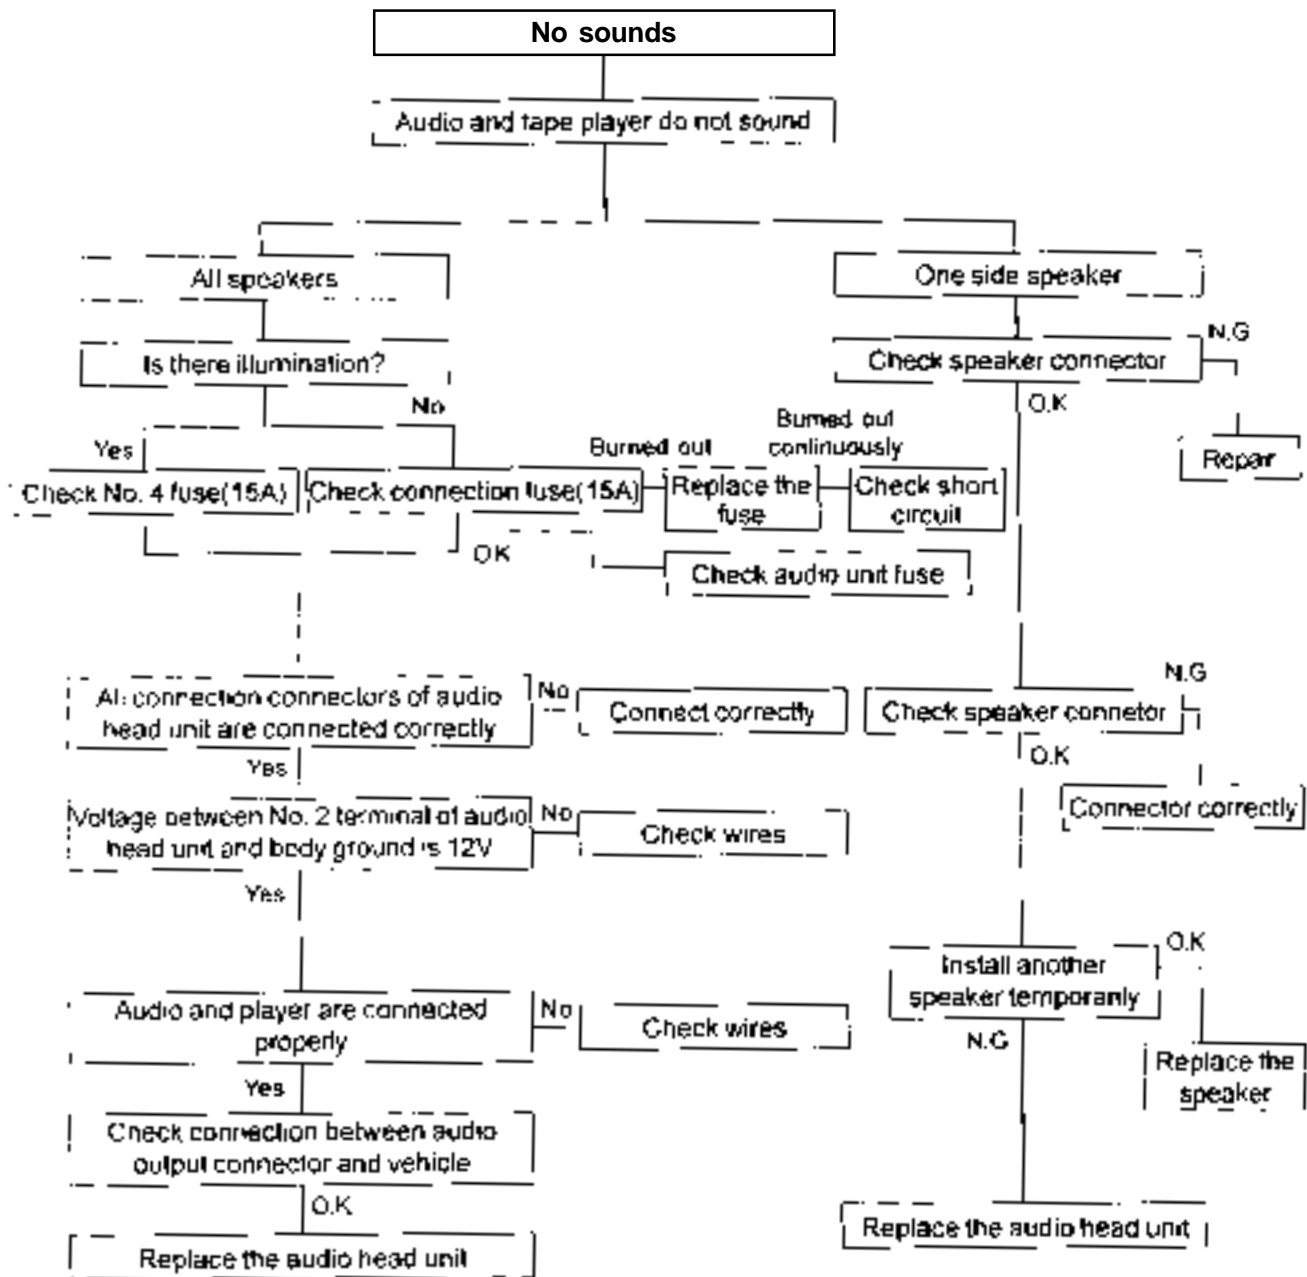 No sounds
Audio and tape player do not sound
All speakers
One side speaker
Is there illumination?
Check speaker connector
N.G
O.K
Repair
No
Yes
Burned out
Burned out
continuously
Check No. 4 fuse(15A)
Check connection fuse(15A)
Replace the
fuse
Check short
circuit
OK
Check audio unit fuse
All connection connectors of audio
head unit are connected correctly
No
Connect correctly
Check speaker connetor
N.G
Yes
O.K
Connector correctly
Voltage between No. 2 terminal of audio
head unit and body ground is 12V
No
Check wires
Yes
Install another
speaker temporarily
O.K
N.G
Replace the
speaker
Audio and player are connected
properly
No
Check wires
Yes
Check connection between audio
output connector and vehicle
O.K
Replace the audio head unit
Replace the audio head unit